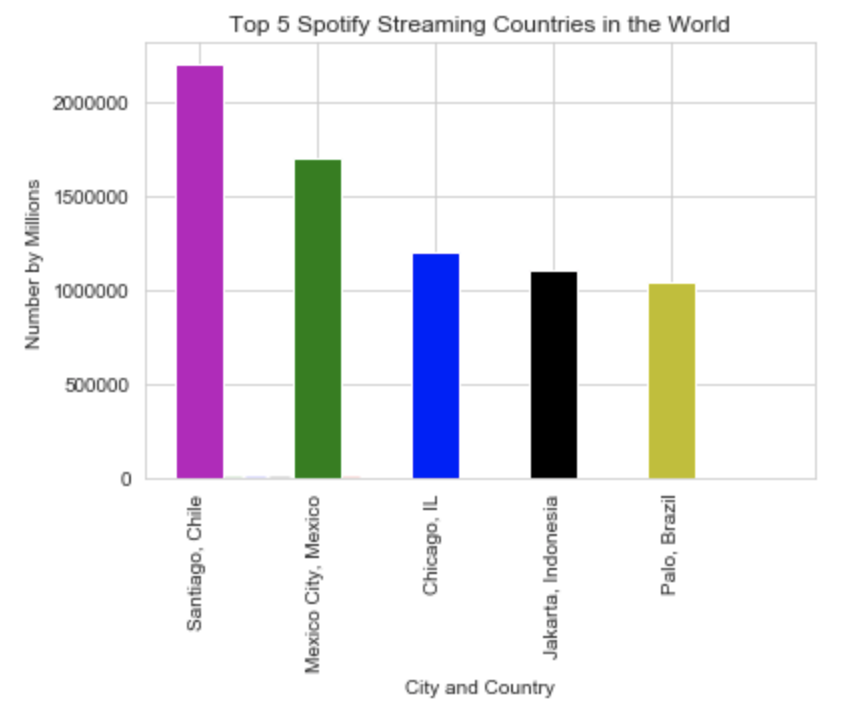 Top 5 Spotify Streaming Countries in the World
Number by Millions
2000000
1500000
1000000
500000
0
Santiago, Chile
Mexico City, Mexico
Chicago, IL
Jakarta, Indonesia
Palo, Brazil
City and Country